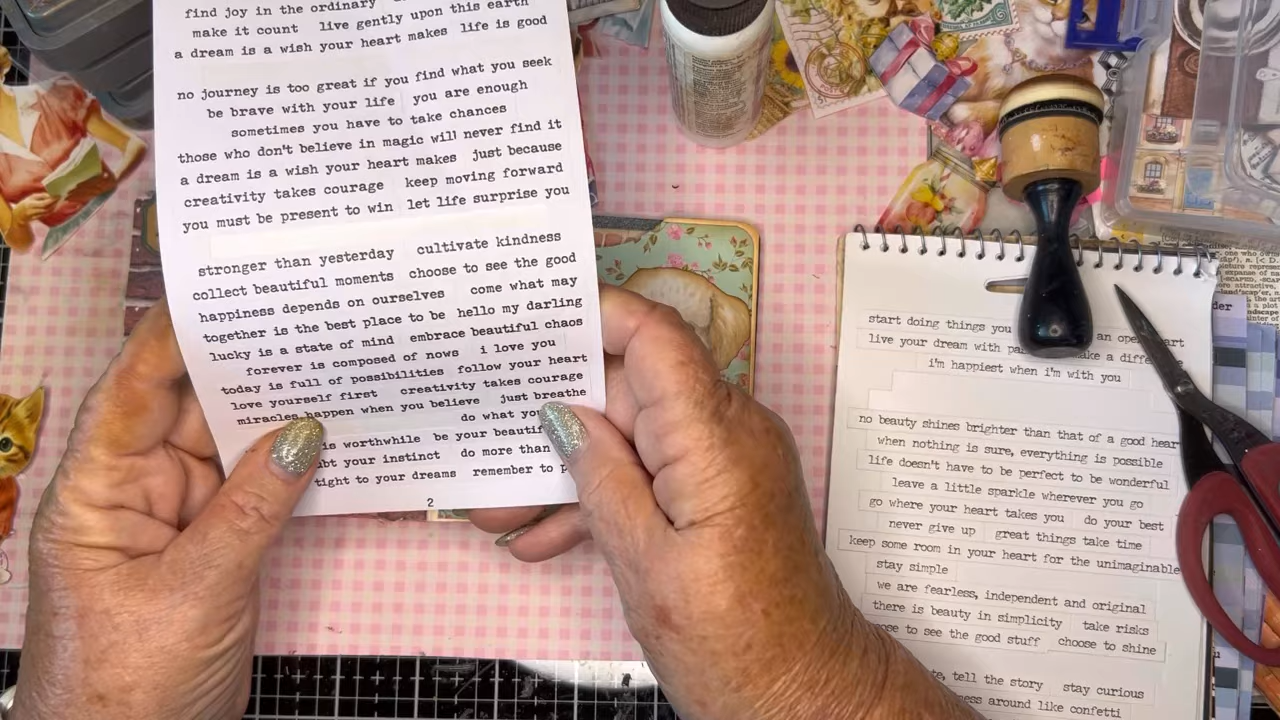 find joy in the ordinary
make it count live gently upon this earth
a dream is a wish your heart makes life is good
no journey is too great if you find what you seek
be brave with your life you are enough
sometimes you have to take chances
those who don't believe in magic will never find it
a dream is a wish your heart makes just because
creativity takes courage keep moving forward
you must be present to win let life surprise you
stronger than yesterday cultivate kindness
collect beautiful moments choose to see the good
happiness depends on ourselves come what may
together is the best place to be hello my darling
lucky is a state of mind embrace beautiful chaos
forever is composed of nows i love you
today is full of possibilities follow your heart
love yourself first creativity takes courage
miracles happen when you believe just breathe
do what
is worthwhile be your
your instinct do more than
tight to your dreams remember to
2
start doing things you an open
live your dream with make a
i'm happiest when i'm with you
no beauty shines brighter than that of a good
when nothing is sure, everything is possible
life doesn't have to be perfect to be wonderful
leave a little sparkle wherever you go
go where your heart takes you do your best
never give up great things take time
keep some room in your heart for the unimaginable
stay simple
we are fearless, independent and original
there is beauty in simplicity take risks
to see the good stuff choose to shine
tell the story stay curious
around like confetti